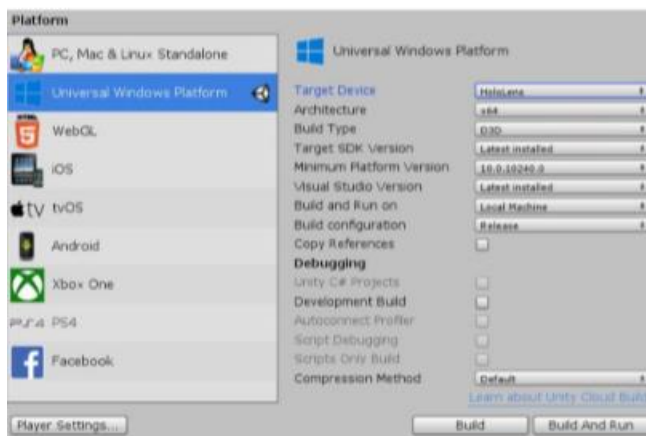 Platform
PC, Mac & Linux Standalone
Universal Windows Platform
WebGL
iOS
tvOS
Android
Xbox One
PS4
Facebook
Player Settings...
Universal Windows Platform
Target Device HoloLens
Architecture x64
Build Type D3D
Target SDK Version Latest installed
Minimum Platform Version 10.0.10240.0
Visual Studio Version Latest installed
Build and Run on Local Machine
Build configuration Release
Copy References
Debugging
Unity C# Projects
Development Build
Autoconnect Profiler
Script Debugging
Scripts Only Build
Compression Method Default
Learn about Unity Cloud Build
Build Build And Run